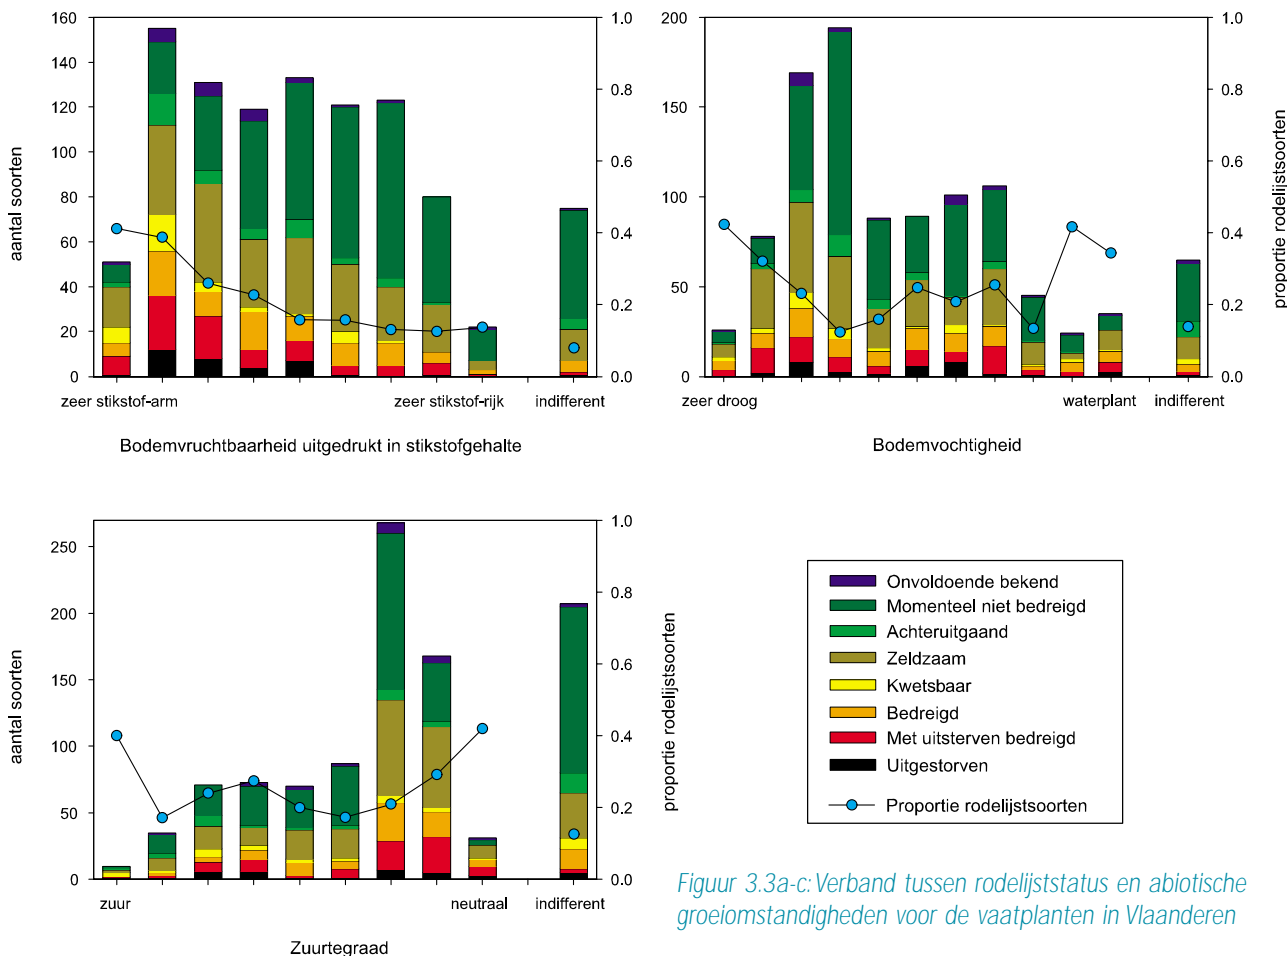 160
140
120
100
80
60
40
20
0
aantal soorten
1.0
0.8
0.6
0.4
0.2
0.0
zeer stikstof-arm
zeer stikstof-rijk
indifferent
Bodemvruchtbaarheid uitgedrukt in stikstofgehalte
200
150
100
50
0
1.0
0.8
0.6
0.4
0.2
0.0
proportie rodelijstsoorten
zeer droog
waterplant
indifferent
Bodemvochtigheid
250
200
150
100
50
0
aantal soorten
1.0
0.8
0.6
0.4
0.2
0.0
proportie rodelijstsoorten
zuur
neutraal
indifferent
Zuurtegraad
Onvoldoende bekend
Momenteel niet bedreigd
Achteruitgaand
Zeldzaam
Kwetsbaar
Bedreigd
Met uitsterven bedreigd
Uitgestorven
Proportie rodelijstsoorten
Figuur 3.3a-c: Verband tussen rodelijststatus en abiotische
groeiomstandigheden voor de vaatplanten in Vlaanderen